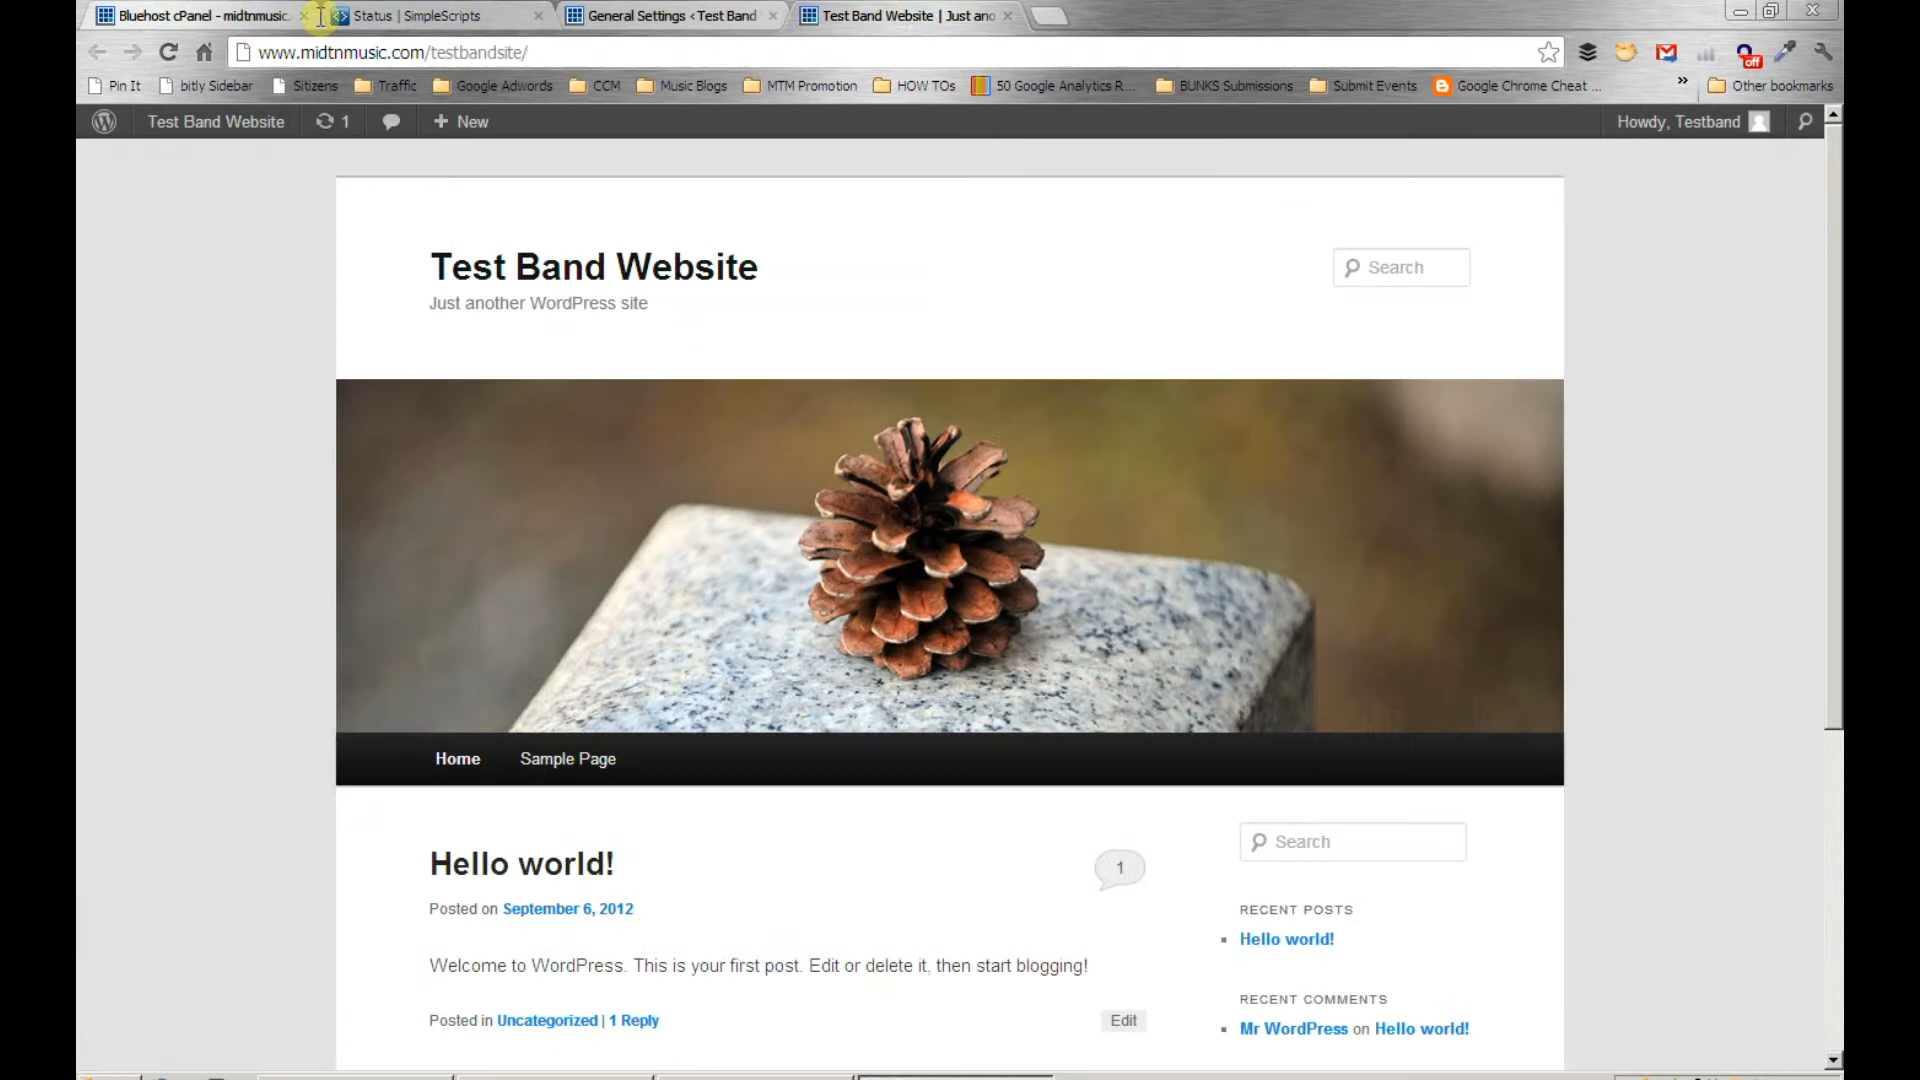 Bluehost cPanel - midtnmusic. Status | SimpleScripts General Settings < Test Band Test Band Website | Just ano
www.midtnmusic.com/testbandsite/
off
Pin It bitly Sidebar Sitizens Traffic Google Adwords CCM Music Blogs MTM Promotion HOW TOs 50 Google Analytics R... BUNKS Submissions Submit Events Google Chrome Cheat ... » Other bookmarks
Test Band Website 1 + New Howdy, Testband
Test Band Website
Search
Just another WordPress site
Home Sample Page
Search
Hello world!
1
Posted on September 6, 2012
RECENT POSTS
Hello world!
Welcome to WordPress. This is your first post. Edit or delete it, then start blogging!
RECENT COMMENTS
Posted in Uncategorized | 1 Reply
Edit
Mr WordPress on Hello world!